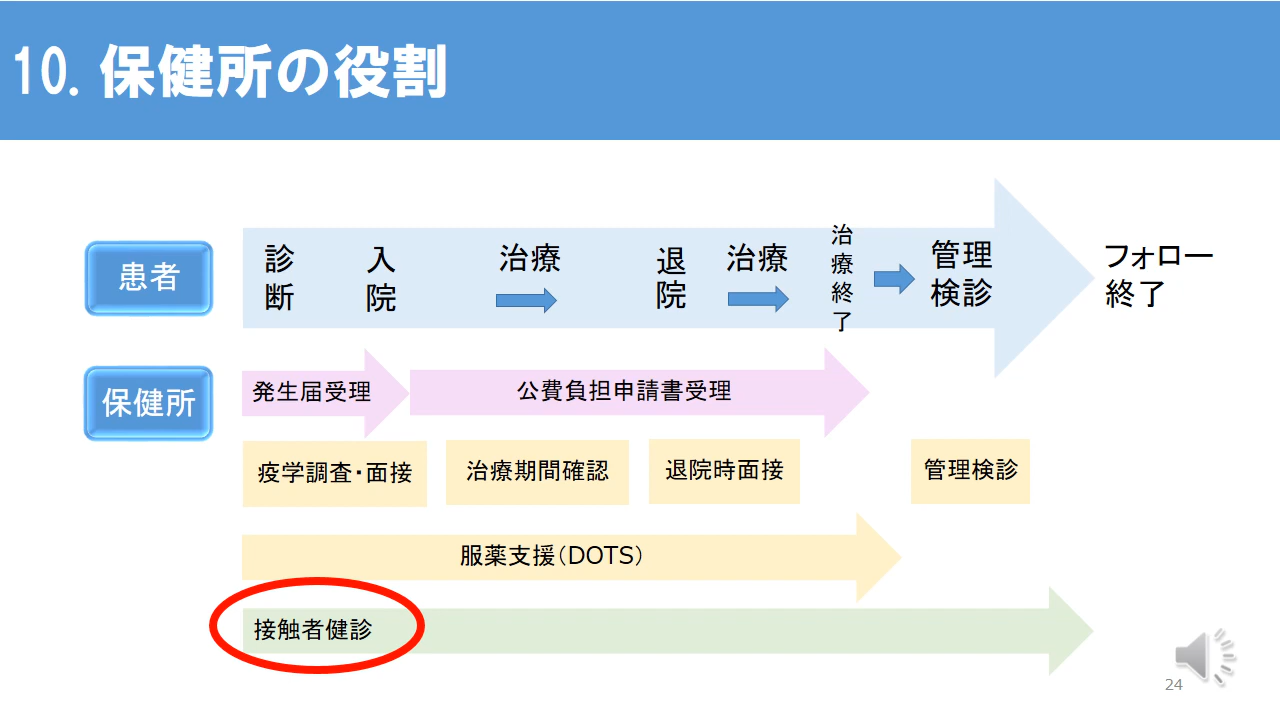 10. 保健所の役割
患者
診断
入院
治療
退院
治療
治療終了
管理
検診
フォロー
終了
保健所
発生届受理
公費負担申請書受理
疫学調査・面接
治療期間確認
退院時面接
管理検診
服薬支援(DOTS)
接触者健診
24